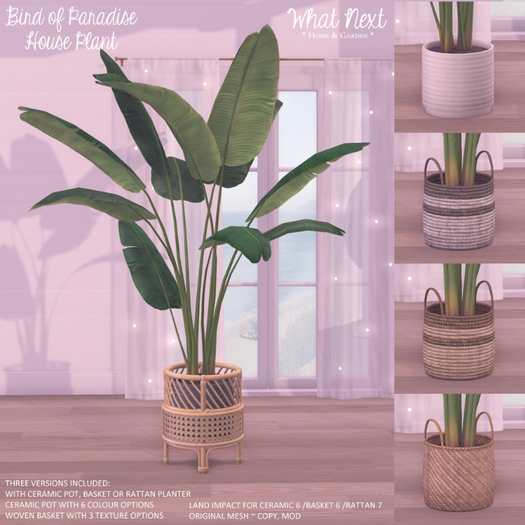 Bird of Paradise
House Plant
What Next
* Home & Garden *
THREE VERSIONS INCLUDED:
WITH CERAMIC POT, BASKET OR RATTAN PLANTER
CERAMIC POT WITH 6 COLOUR OPTIONS
WOVEN BASKET WITH 3 TEXTURE OPTIONS
LAND IMPACT FOR CERAMIC 6 /BASKET 6 /RATTAN 7
ORIGINAL MESH ~ COPY. MOD